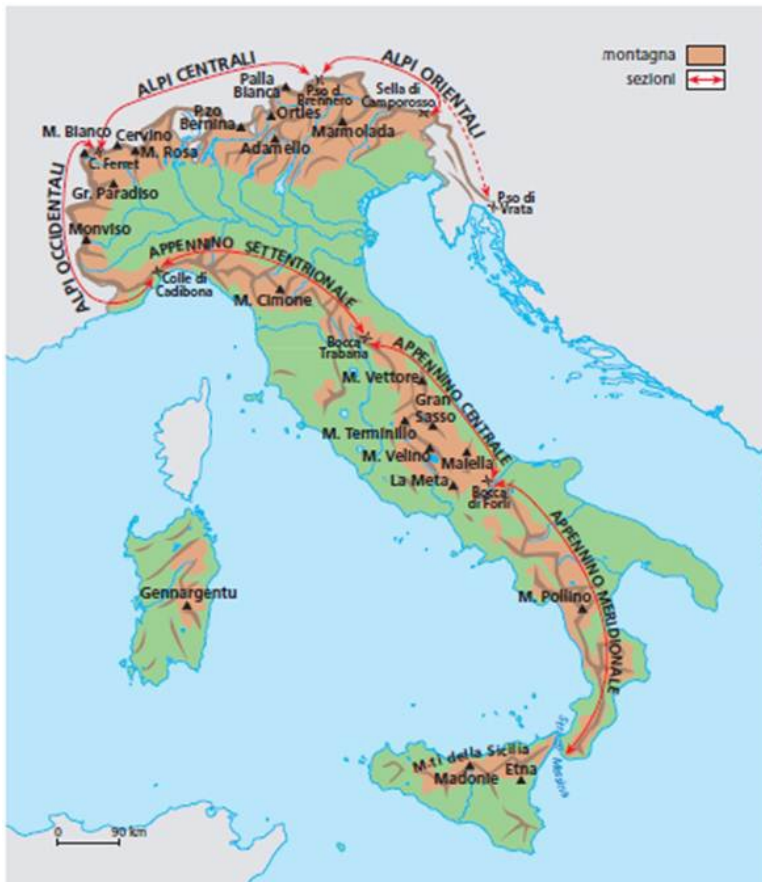 montagna
sezioni
ALPI CENTRALI
ALPI ORIENTALI
ALPI OCCIDENTALI
Palla
Bianca
P.so d.
Brennero
Sella di
Camporosso
P.zo
Bernina
Ortles
Marmolada
Adamello
M. Bianco
Cervino
C. Ferret
M. Rosa
Gr. Paradiso
Monviso
P.so di
Vrata
APPENNINO SETTENTRIONALE
Colle di
Cadibona
M. Cimone
Bocca
Trabaria
APPENNINO CENTRALE
M. Vettore
Gran
Sasso
M. Terminillo
M. Velino
Maiella
La Meta
Bocca
di Forlì
APPENNINO MERIDIONALE
Gennargentu
M. Pollino
M.ti della Sicilia
Madonie
Etna
Messina
0 90 km